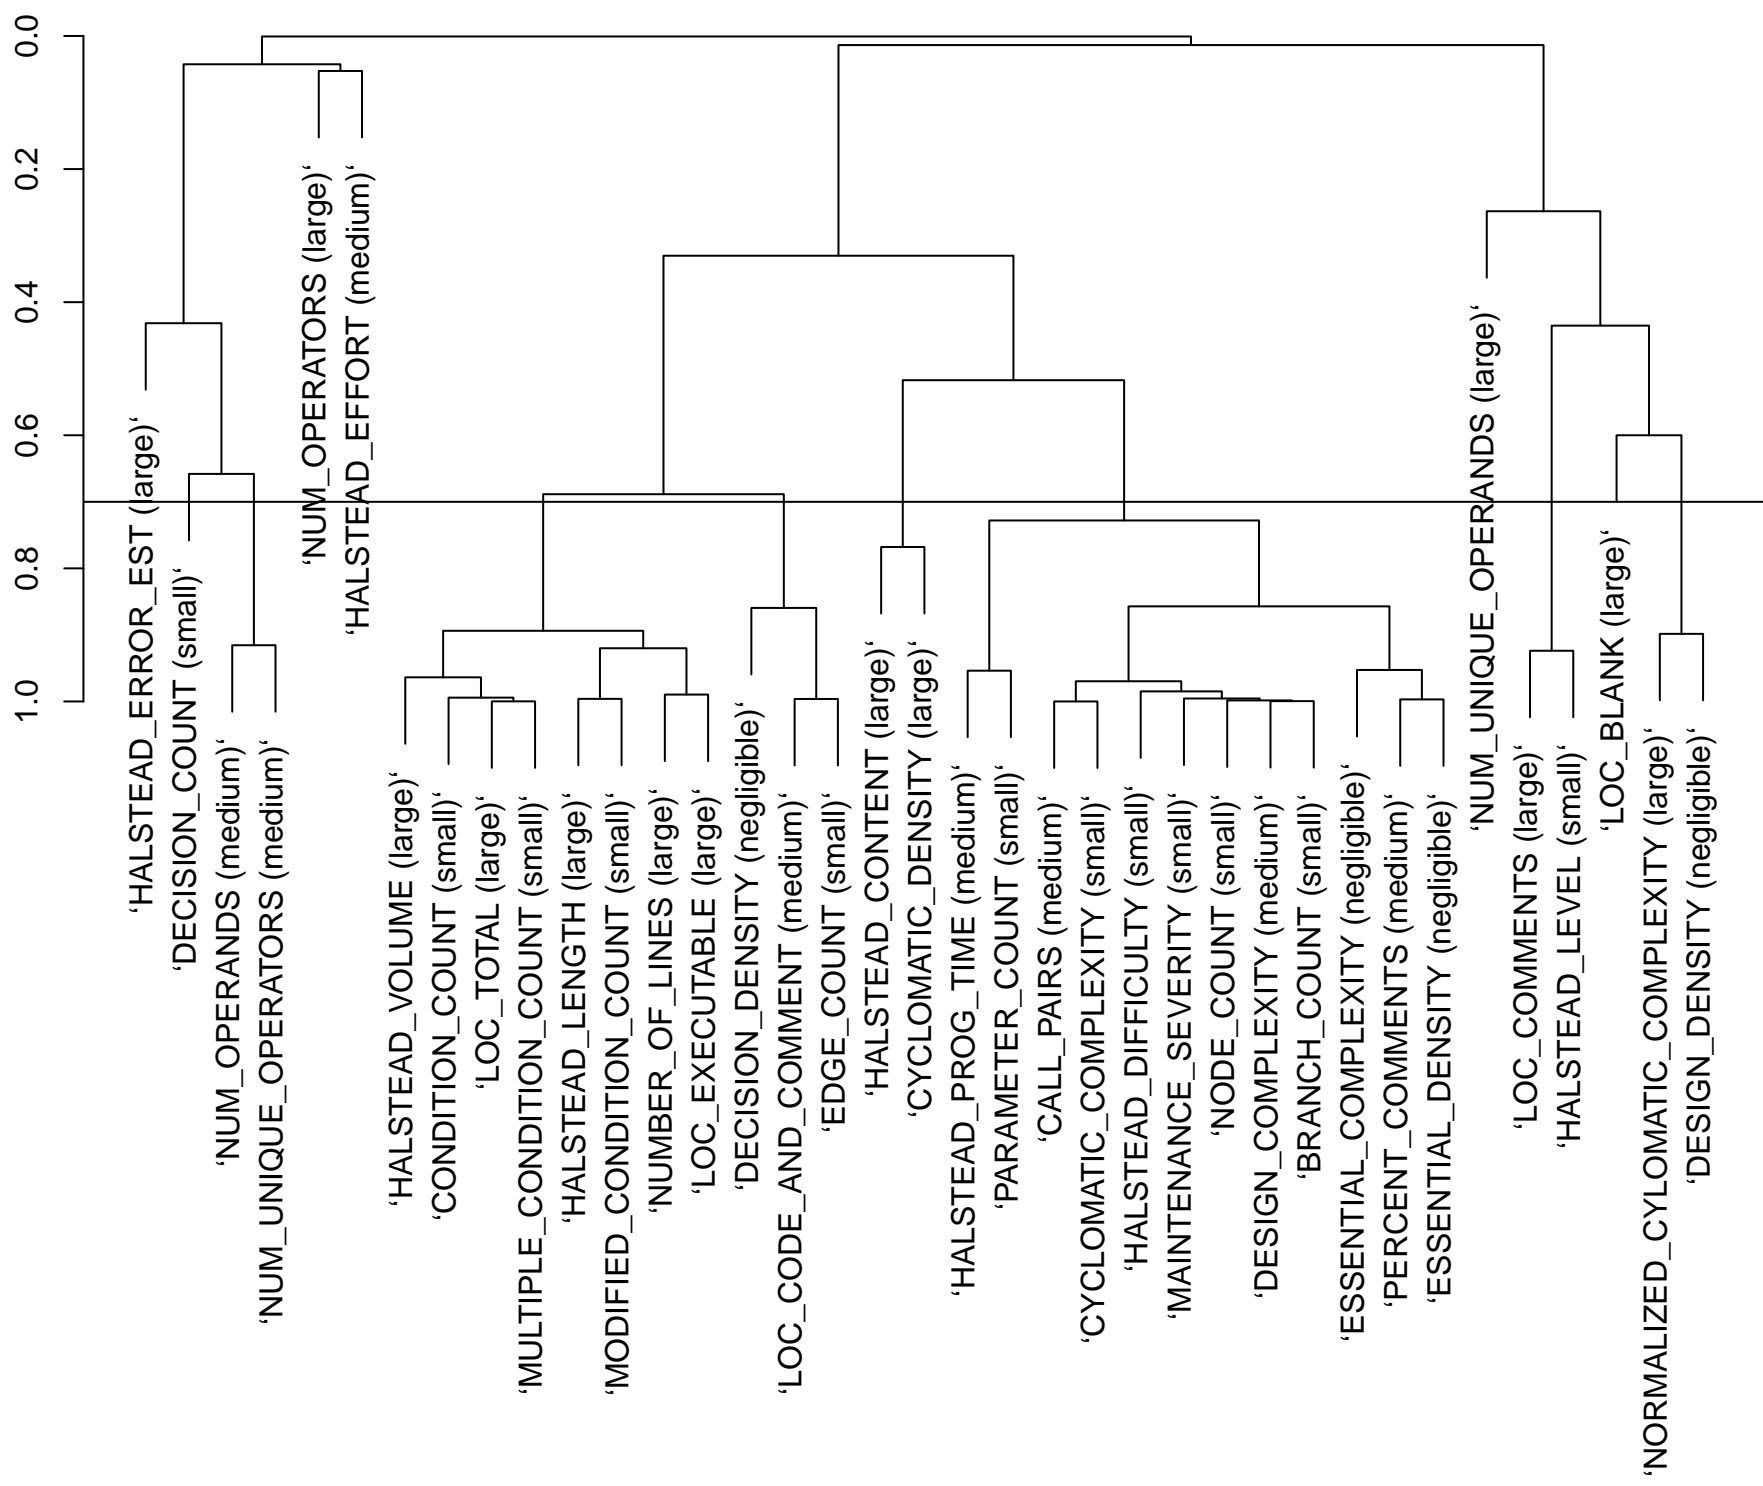 0.0
0.2
0.4
0.6
0.8
1.0
‘HALSTEAD_ERROR_EST (large)‘
‘DECISION_COUNT (small)‘
‘NUM_OPERANDS (medium)‘
‘NUM_UNIQUE_OPERATORS (medium)‘
‘NUM_OPERATORS (large)‘
‘HALSTEAD_EFFORT (medium)‘
‘HALSTEAD_VOLUME (large)‘
‘CONDITION_COUNT (small)‘
‘LOC_TOTAL (large)‘
‘MULTIPLE_CONDITION_COUNT (small)‘
‘HALSTEAD_LENGTH (large)‘
‘MODIFIED_CONDITION_COUNT (small)‘
‘NUMBER_OF_LINES (large)‘
‘LOC_EXECUTABLE (large)‘
‘DECISION_DENSITY (negligible)‘
‘LOC_CODE_AND_COMMENT (medium)‘
‘EDGE_COUNT (small)‘
‘HALSTEAD_CONTENT (large)‘
‘CYCLOMATIC_DENSITY (large)‘
‘HALSTEAD_PROG_TIME (medium)‘
‘PARAMETER_COUNT (small)‘
‘CALL_PAIRS (medium)‘
‘CYCLOMATIC_COMPLEXITY (small)‘
‘HALSTEAD_DIFFICULTY (small)‘
‘MAINTENANCE_SEVERITY (small)‘
‘NODE_COUNT (small)‘
‘DESIGN_COMPLEXITY (medium)‘
‘BRANCH_COUNT (small)‘
‘ESSENTIAL_COMPLEXITY (negligible)‘
‘PERCENT_COMMENTS (medium)‘
‘ESSENTIAL_DENSITY (negligible)‘
‘NUM_UNIQUE_OPERANDS (large)‘
‘LOC_COMMENTS (large)‘
‘HALSTEAD_LEVEL (small)‘
‘LOC_BLANK (large)‘
‘NORMALIZED_CYLOMATIC_COMPLEXITY (large)‘
‘DESIGN_DENSITY (negligible)‘